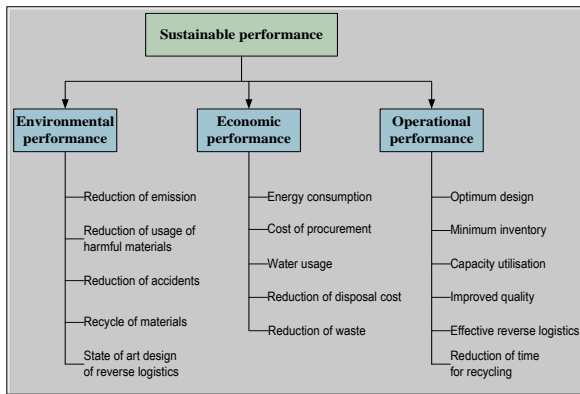 Sustainable performance
Environmental
performance
Economic
performance
Operational
performance
Reduction of emission
Reduction of usage of
harmful materials
Reduction of accidents
Recycle of materials
State of art design
of reverse logistics
Energy consumption
Cost of procurement
Water usage
Reduction of disposal cost
Reduction of waste
Optimum design
Minimum inventory
Capacity utilisation
Improved quality
Effective reverse logistics
Reduction of time
for recycling